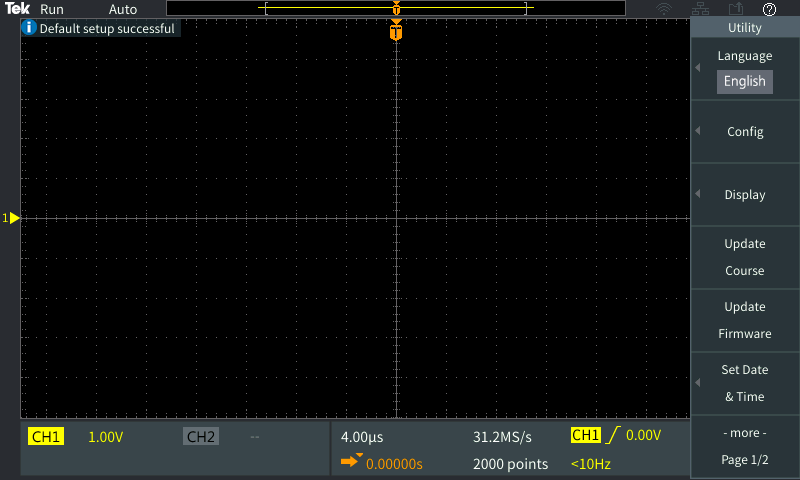 Tek Run Auto
T
Default setup successful
T
1
Utility
Language
English
Config
Display
Update
Course
Update
Firmware
Set Date
& Time
- more -
Page 1/2
CH1 1.00V CH2 --
4.00µs 31.2MS/s CH1 0.00V
0.00000s 2000 points <10Hz